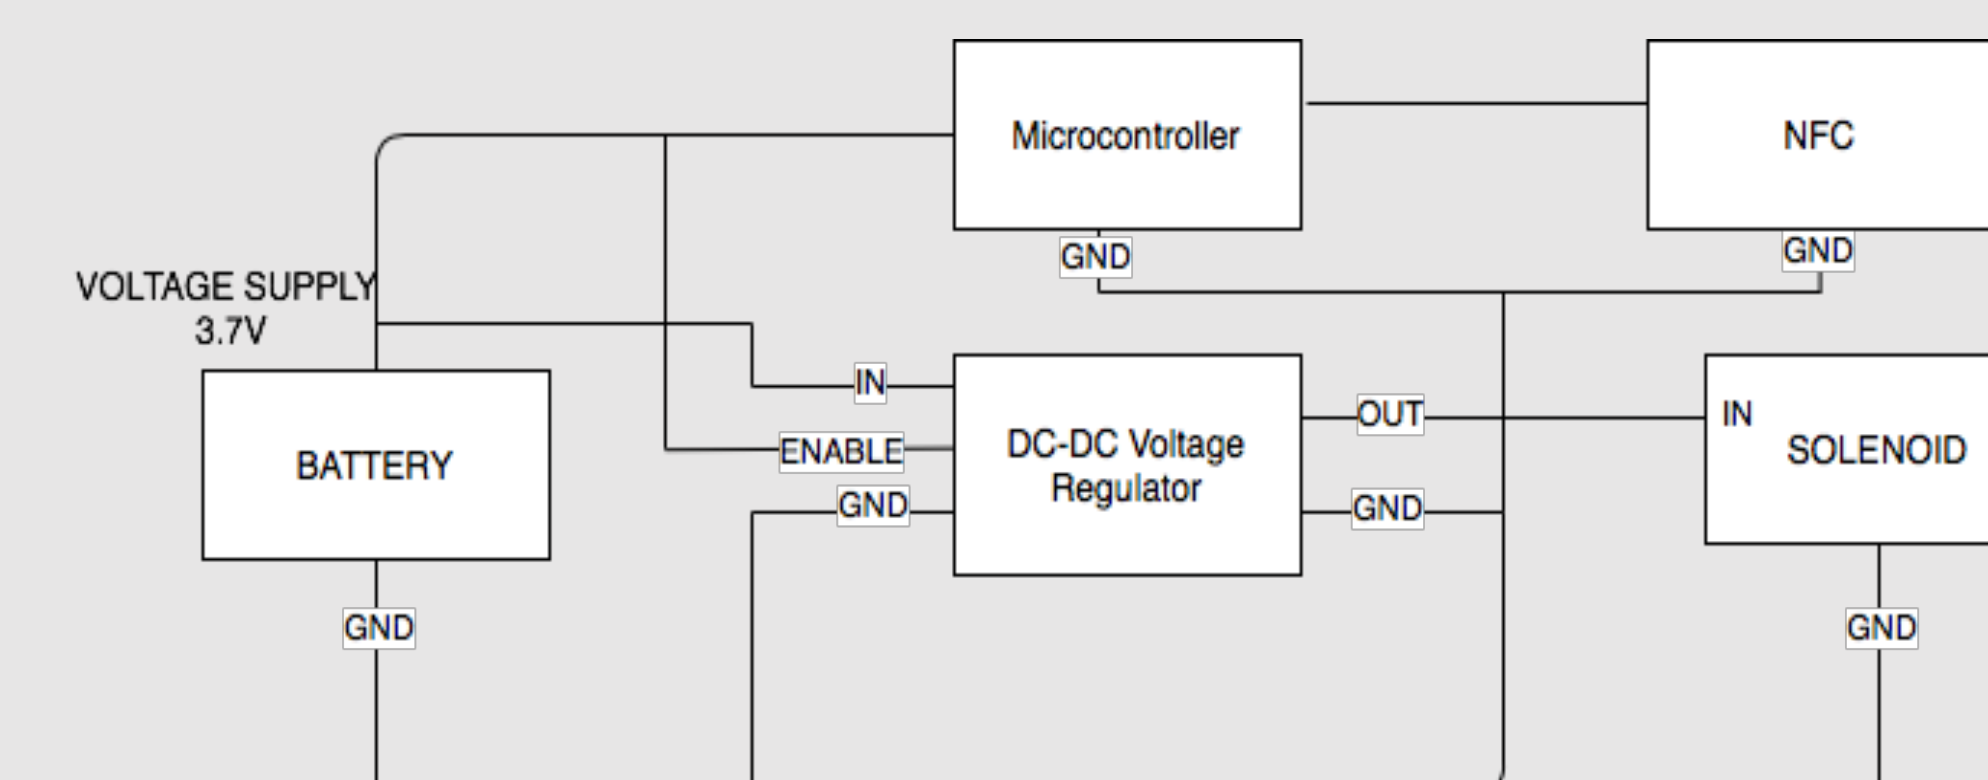 Microcontroller
NFC
GND
GND
VOLTAGE SUPPLY
3.7V
IN
OUT
IN
BATTERY
ENABLE
DC-DC Voltage
Regulator
SOLENOID
GND
GND
GND
GND